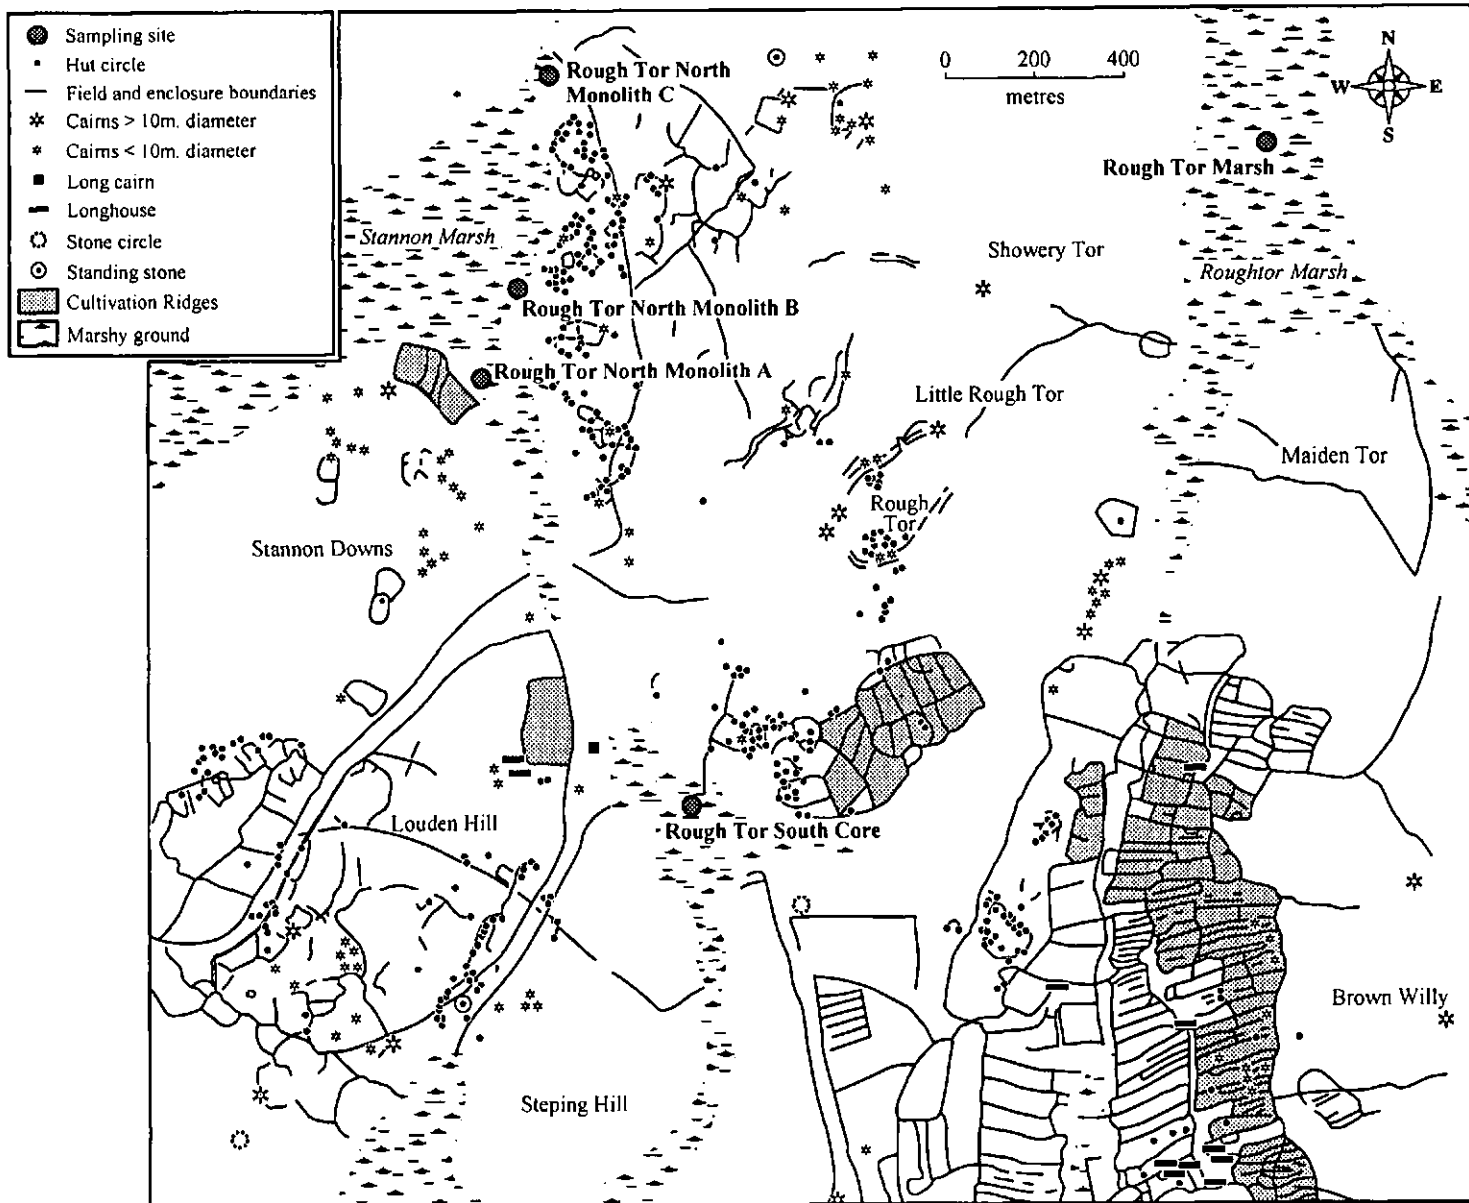 Sampling site
Hut circle
Field and enclosure boundaries
Cairns > 10m. diameter
Cairns < 10m. diameter
Long cairn
Longhouse
Stone circle
Standing stone
Cultivation Ridges
Marshy ground
Rough Tor North
Monolith C
0 200 400
metres
N
W E
S
Rough Tor Marsh
Stannon Marsh
Showery Tor
Roughtor Marsh
Rough Tor North Monolith B
Rough Tor North Monolith A
Little Rough Tor
Maiden Tor
Rough
Tor
Stannon Downs
Louden Hill
Rough Tor South Core
Brown Willy
Steping Hill